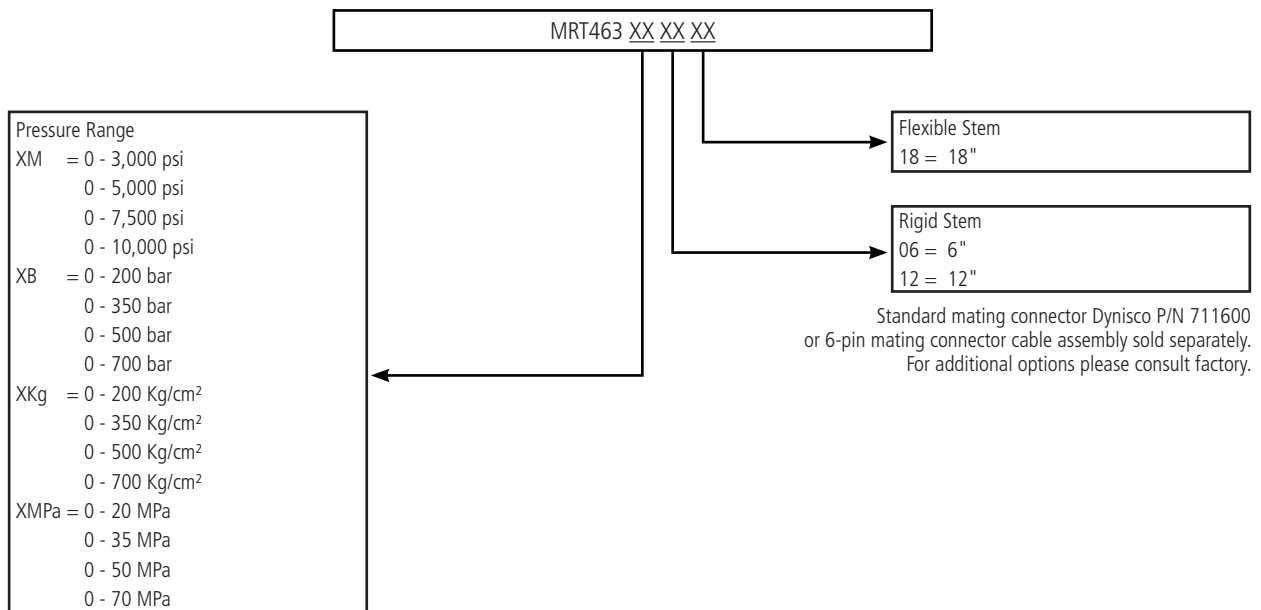 MRT463 XX XX XX
Pressure Range
XM = 0 - 3,000 psi
0 - 5,000 psi
0 - 7,500 psi
0 - 10,000 psi
XB = 0 - 200 bar
0 - 350 bar
0 - 500 bar
0 - 700 bar
XKg = 0 - 200 Kg/cm²
0 - 350 Kg/cm²
0 - 500 Kg/cm²
0 - 700 Kg/cm²
XMPa = 0 - 20 MPa
0 - 35 MPa
0 - 50 MPa
0 - 70 MPa
Flexible Stem
18 = 18"
Rigid Stem
06 = 6"
12 = 12"
Standard mating connector Dynisco P/N 711600
or 6-pin mating connector cable assembly sold separately.
For additional options please consult factory.